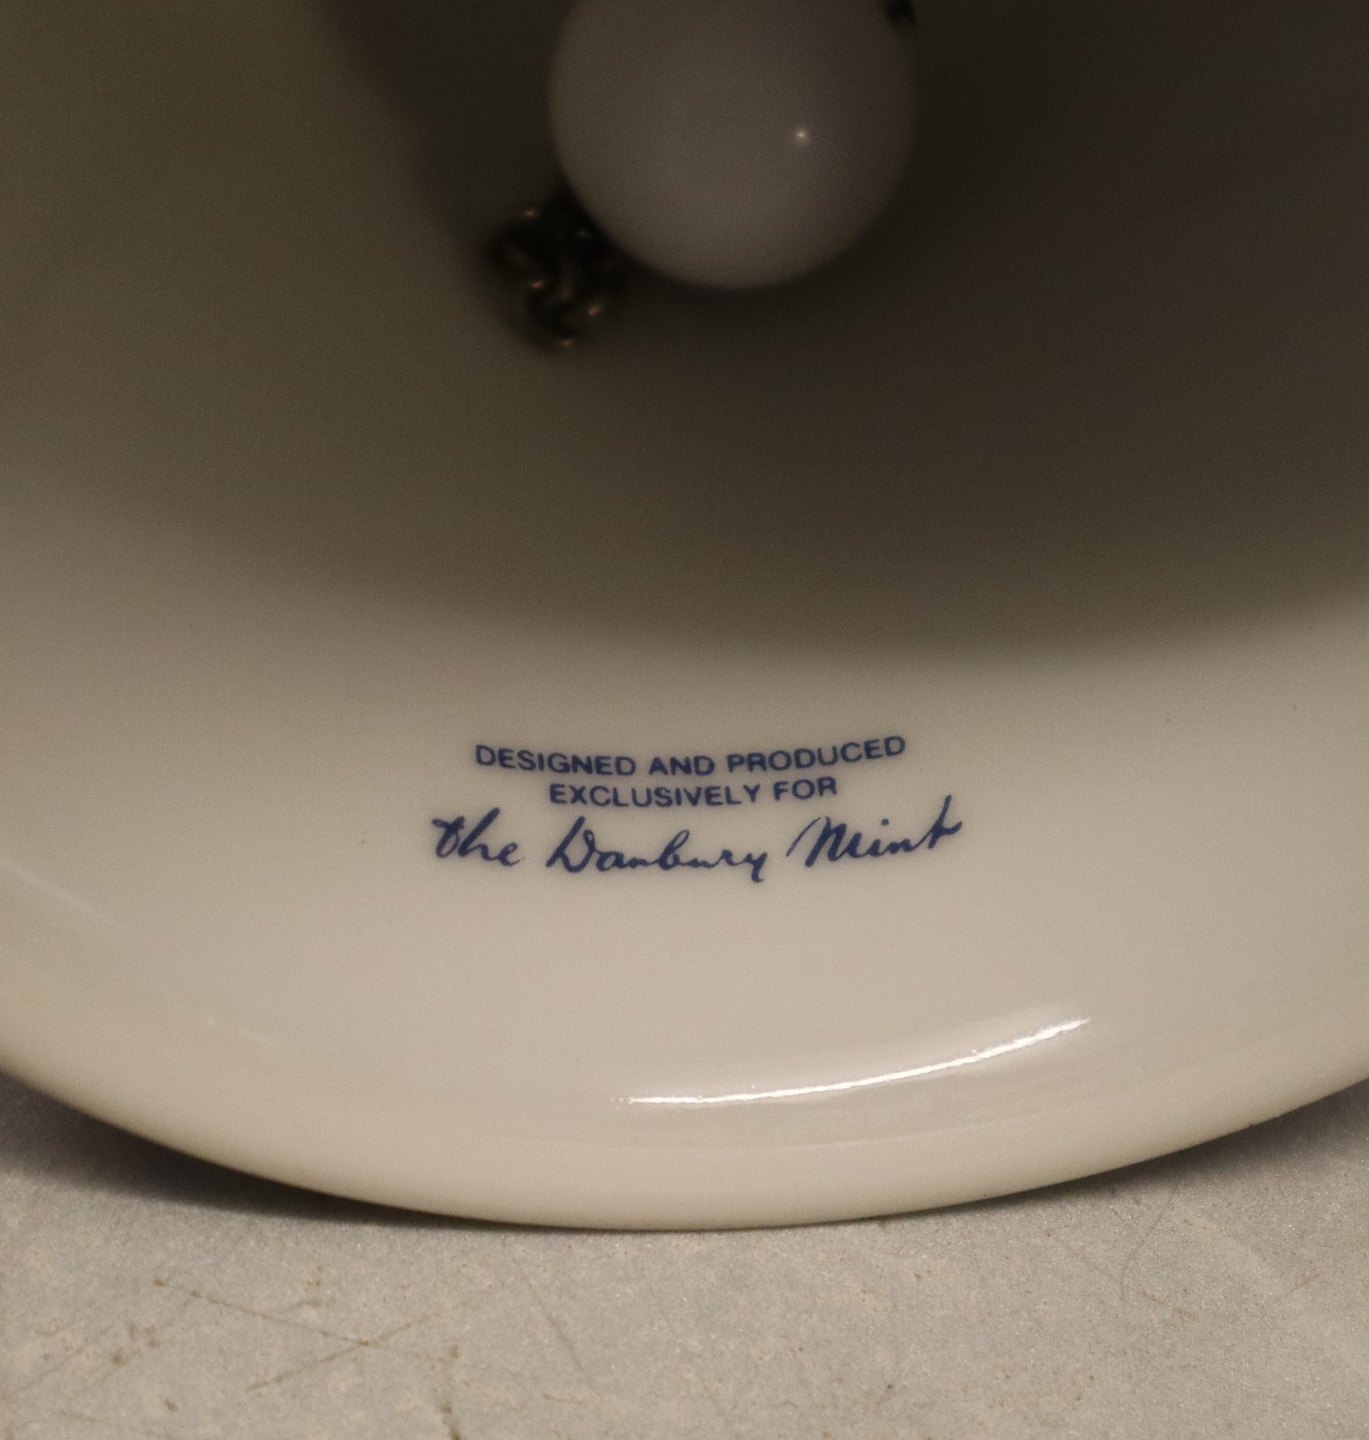 DESIGNED AND PRODUCED
EXCLUSIVELY FOR
the Danbury Mint